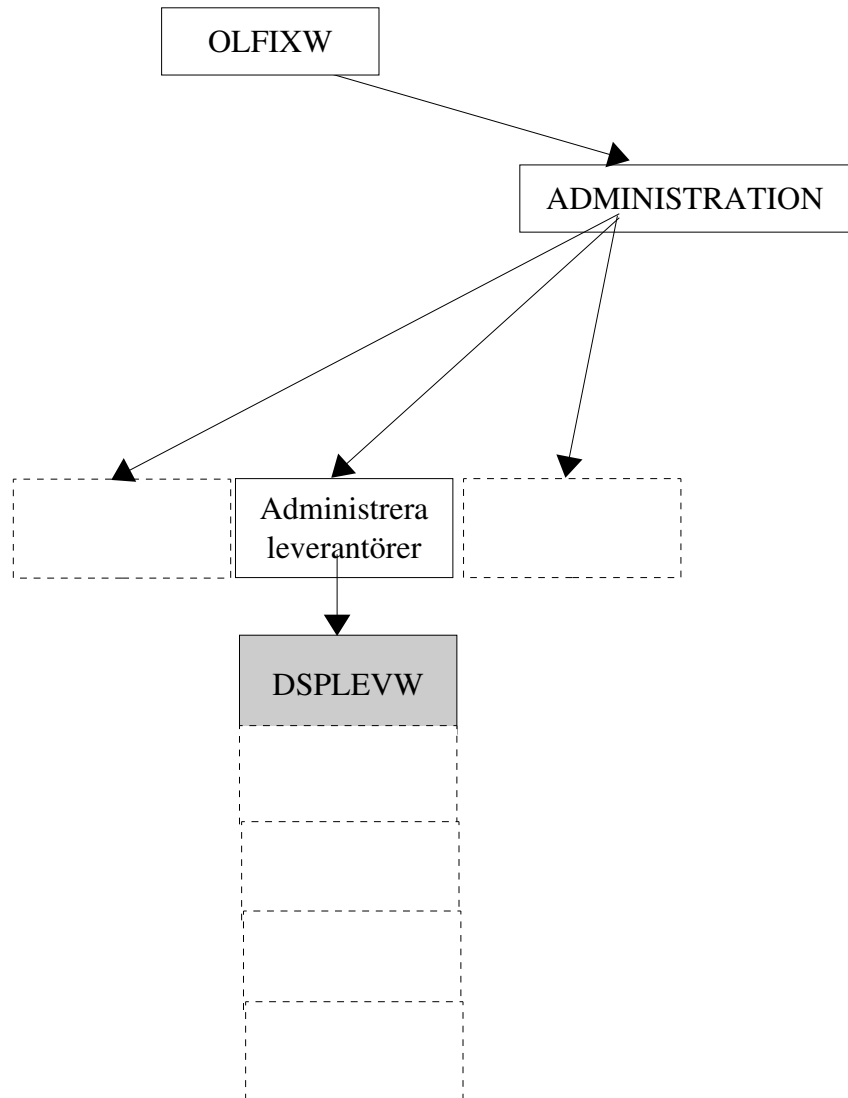 OLFIXW
ADMINISTRATION
Administrera
leverantörer
DSPLEVW